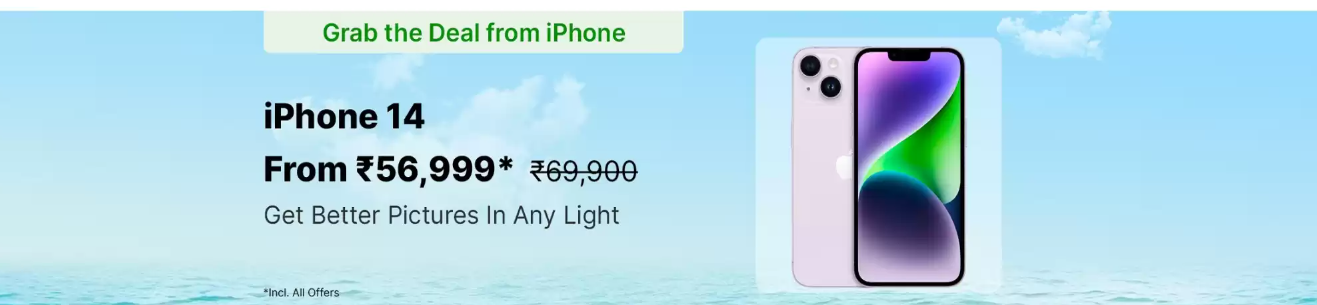 Grab the Deal from iPhone
iPhone 14
From ₹56,999* ₹69,900
Get Better Pictures In Any Light
*Incl. All Offers